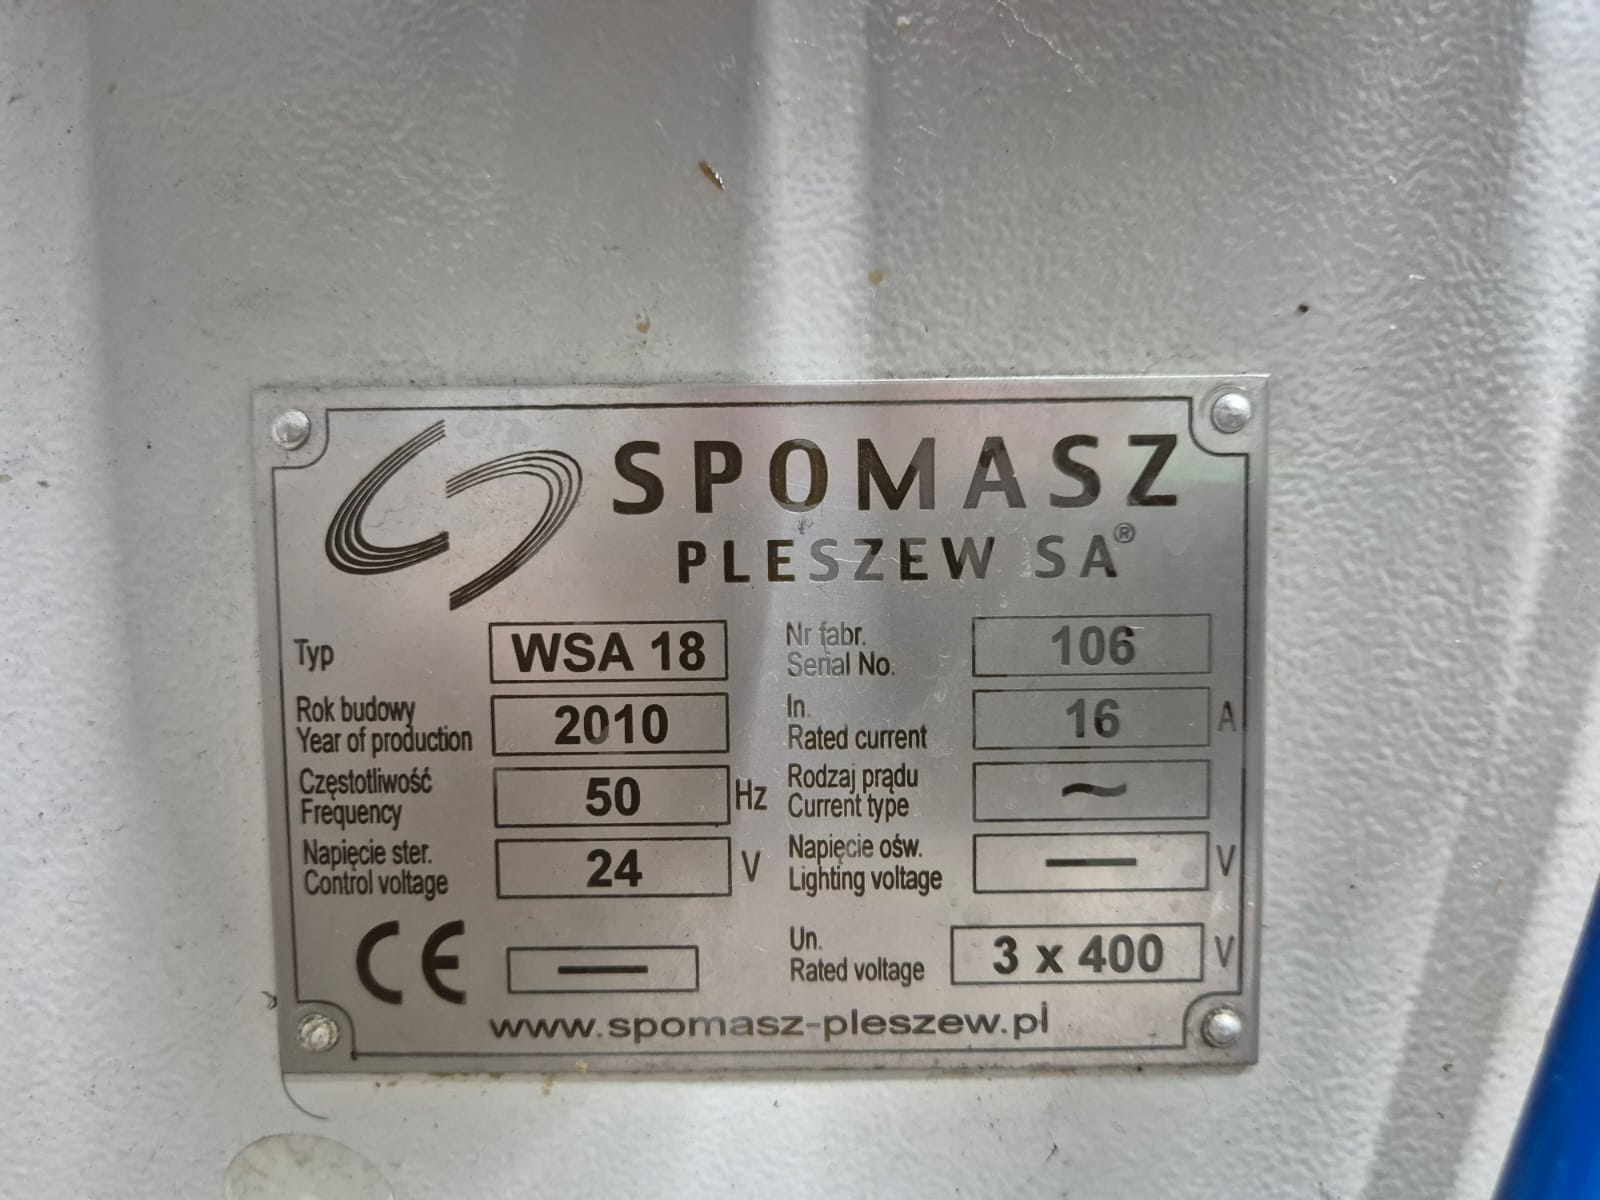 SPOMASZ
PLESZEW SA®
Typ WSA 18
Nr fabr.
Serial No. 106
Rok budowy
Year of production 2010
In.
Rated current 16 A
Częstotliwość
Frequency 50 Hz
Rodzaj prądu
Current type ~
Napięcie ster.
Control voltage 24 V
Napięcie ośw.
Lighting voltage — V
CE —
Un.
Rated voltage 3 x 400 V
www.spomasz-pleszew.pl